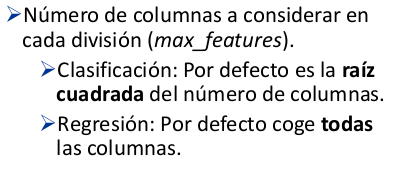 ➢Número de columnas a considerar en
cada división (max_features).
➢Clasificación: Por defecto es la raíz
cuadrada del número de columnas.
➢Regresión: Por defecto coge todas
las columnas.